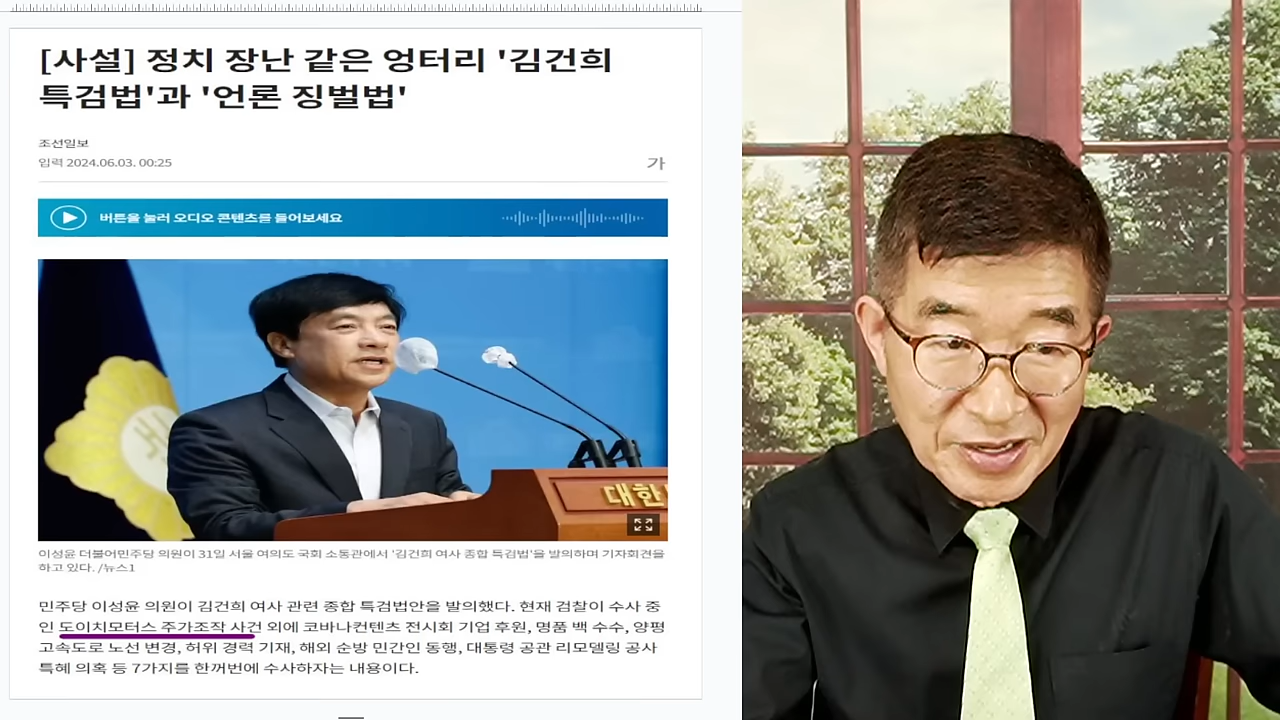 [사설] 정치 장난 같은 엉터리 '김건희
특검법'과 '언론 징벌법'
조선일보
입력 2024.06.03. 00:25
가
버튼을 눌러 오디오 콘텐츠를 들어보세요
대한
이성윤 더불어민주당 의원이 31일 서울 여의도 국회 소통관에서 '김건희 여사 종합 특검법'을 발의하며 기자회견을
하고 있다. /뉴스1
민주당 이성윤 의원이 김건희 여사 관련 종합 특검법안을 발의했다. 현재 검찰이 수사 중
인 도이치모터스 주가조작 사건 외에 코바나컨텐츠 전시회 기업 후원, 명품 백 수수, 양평
고속도로 노선 변경, 허위 경력 기재, 해외 순방 민간인 동행, 대통령 공관 리모델링 공사
특혜 의혹 등 7가지를 한꺼번에 수사하자는 내용이다.